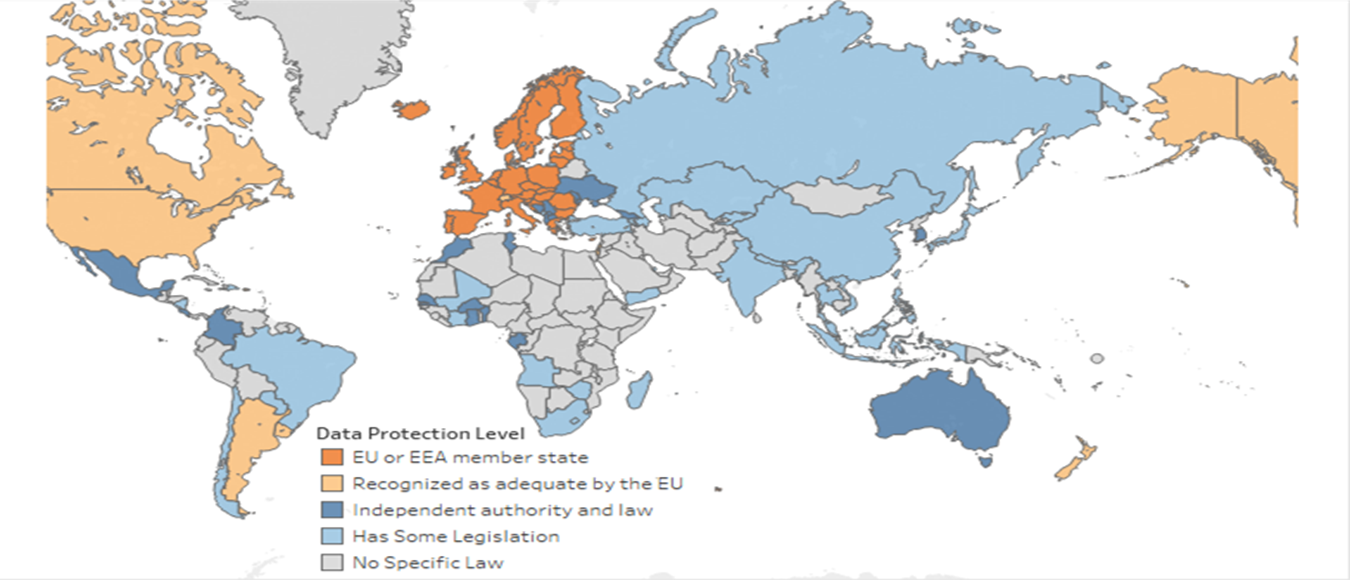 Data Protection Level
EU or EEA member state
Recognized as adequate by the EU
Independent authority and law
Has Some Legislation
No Specific Law